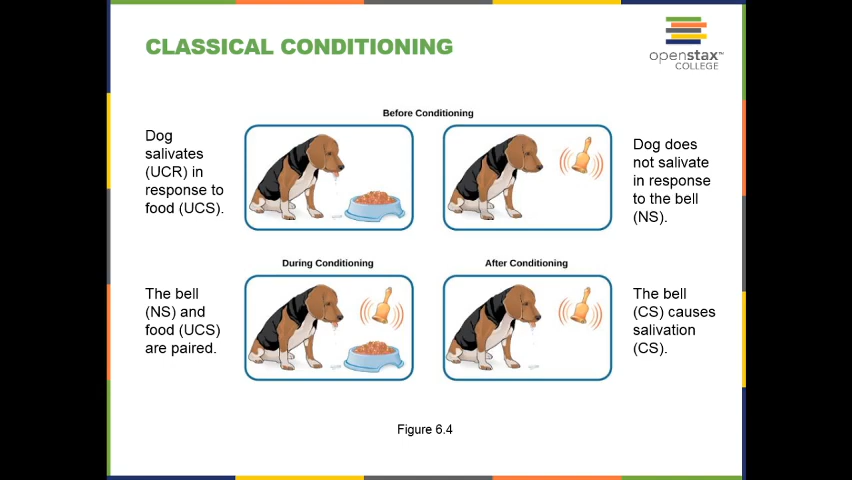 CLASSICAL CONDITIONING
openstax™
COLLEGE
Before Conditioning
Dog
salivates
(UCR) in
response to
food (UCS).
Dog does
not salivate
in response
to the bell
(NS).
During Conditioning
After Conditioning
The bell
(NS) and
food (UCS)
are paired.
The bell
(CS) causes
salivation
(CS).
Figure 6.4